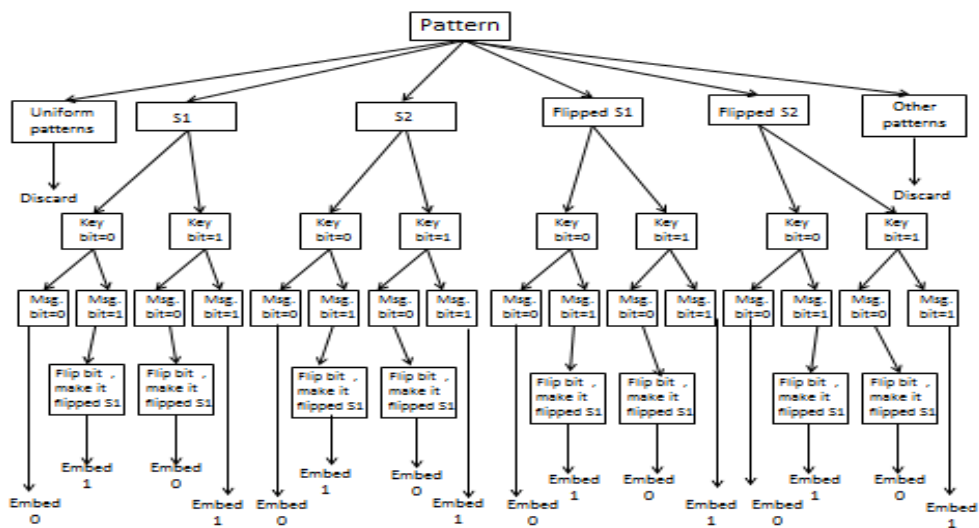 Pattern
Uniform
patterns
S1
S2
Flipped S1
Flipped S2
Other
patterns
Discard
Discard
Key
bit=0
Key
bit=1
Key
bit=0
Key
bit=1
Key
bit=0
Key
bit=1
Key
bit=0
Key
bit=1
Msg.
bit=0
Msg.
bit=1
Msg.
bit=0
Msg.
bit=1
Msg.
bit=0
Msg.
bit=1
Msg.
bit=0
Msg.
bit=1
Msg.
bit=0
Msg.
bit=1
Msg.
bit=0
Msg.
bit=1
Msg.
bit=0
Msg.
bit=1
Msg.
bit=0
Msg.
bit=1
Flip bit ,
make it
flipped S1
Flip bit ,
make it
flipped S1
Flip bit ,
make it
flipped S1
Flip bit ,
make it
flipped S1
Flip bit ,
make it
flipped S1
Flip bit ,
make it
flipped S1
Flip bit ,
make it
flipped S1
Flip bit ,
make it
flipped S1
Embed
0
Embed
1
Embed
0
Embed
1
Embed
0
Embed
1
Embed
0
Embed
1
Embed
0
Embed
1
Embed
0
Embed
1
Embed
0
Embed
1
Embed
0
Embed
1